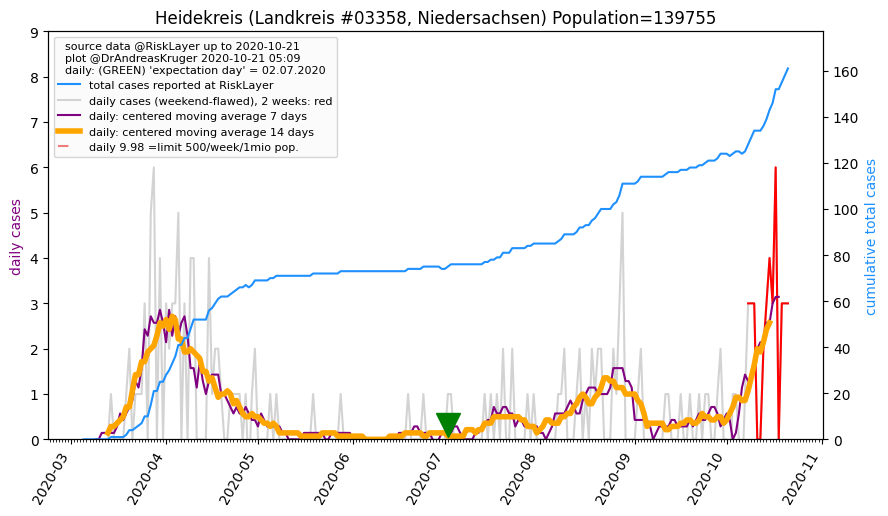 Heidekreis (Landkreis #03358, Niedersachsen) Population=139755
source data @RiskLayer up to 2020-10-21
plot @DrAndreasKruger 2020-10-21 05:09
daily: (GREEN) 'expectation day' = 02.07.2020
total cases reported at RiskLayer
daily cases (weekend-flawed), 2 weeks: red
daily: centered moving average 7 days
daily: centered moving average 14 days
daily 9.98 =limit 500/week/1mio pop.
daily cases
9
8
7
6
5
4
3
2
1
0
cumulative total cases
160
140
120
100
80
60
40
20
0
2020-03
2020-04
2020-05
2020-06
2020-07
2020-08
2020-09
2020-10
2020-11